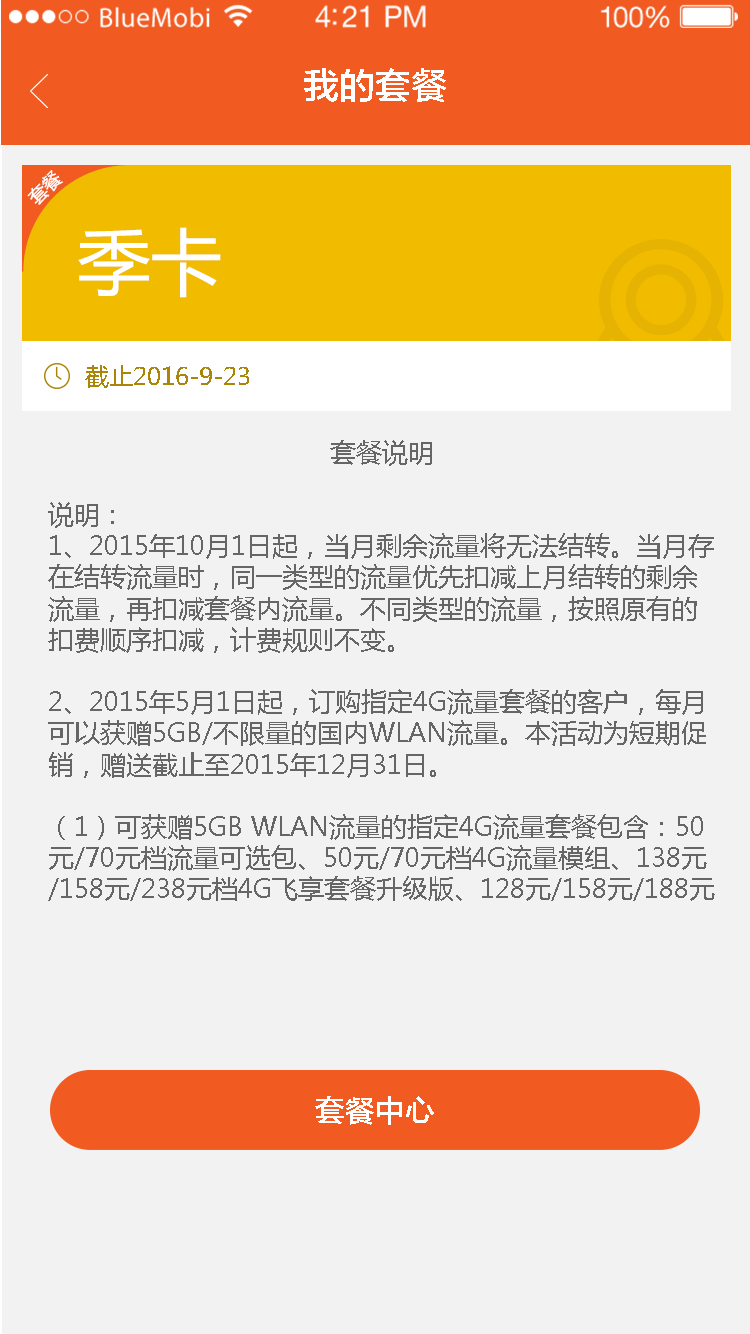 BlueMobi 4:21 PM 100%
我的套餐
套餐
季卡
截止2016-9-23
套餐说明
说明：
1、2015年10月1日起，当月剩余流量将无法结转。当月存
在结转流量时，同一类型的流量优先扣减上月结转的剩余
流量，再扣减套餐内流量。不同类型的流量，按照原有的
扣费顺序扣减，计费规则不变。
2、2015年5月1日起，订购指定4G流量套餐的客户，每月
可以获赠5GB/不限量的国内WLAN流量。本活动为短期促
销，赠送截止至2015年12月31日。
（1）可获赠5GB WLAN流量的指定4G流量套餐包含：50
元/70元档流量可选包、50元/70元档4G流量模组、138元
/158元/238元档4G飞享套餐升级版、128元/158元/188元
套餐中心